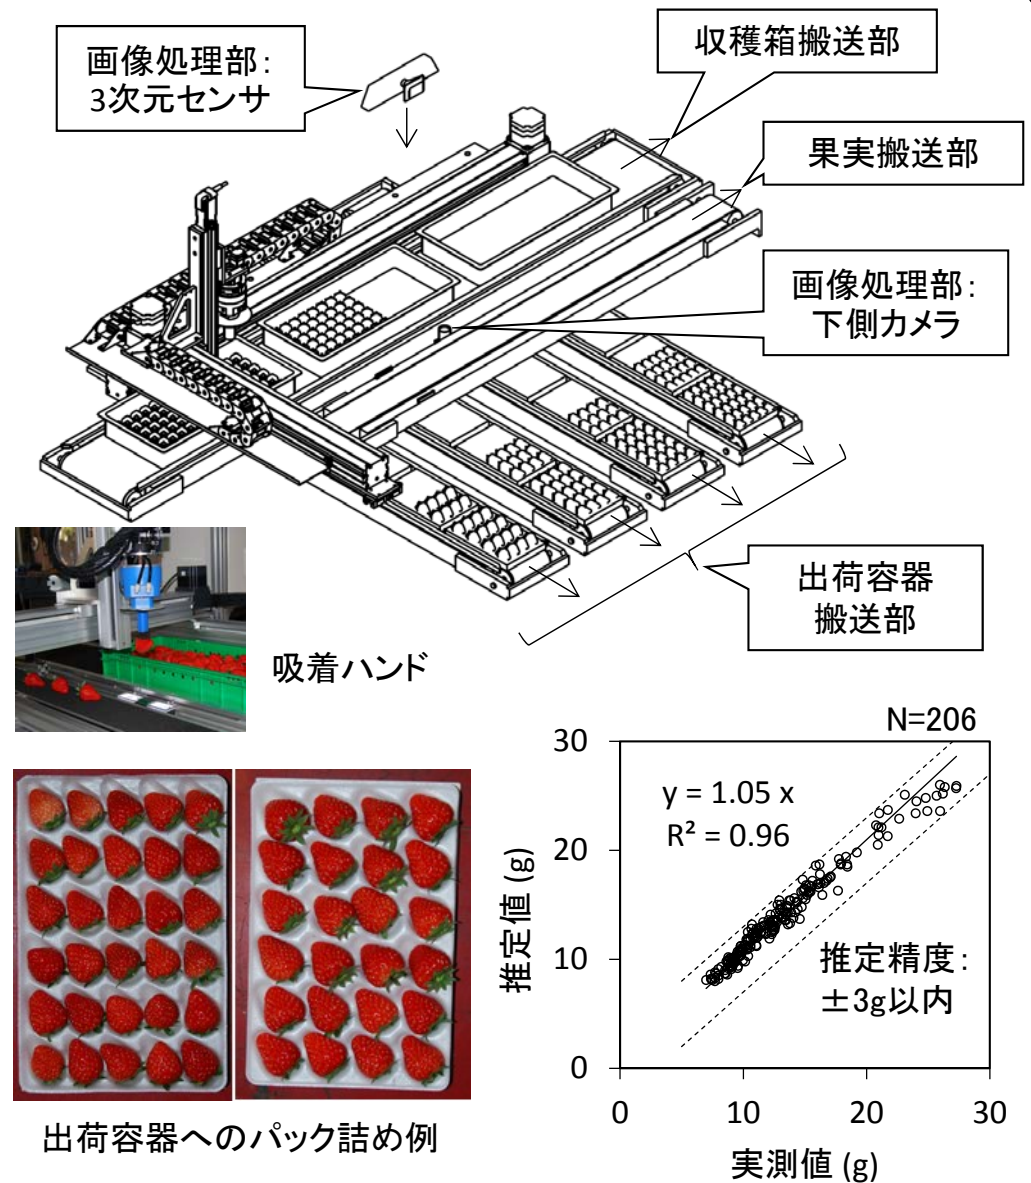 画像処理部：
3次元センサ
収穫箱搬送部
果実搬送部
画像処理部：
下側カメラ
出荷容器
搬送部
吸着ハンド
出荷容器へのパック詰め例
N=206
30
20
10
0
y = 1.05 x
R² = 0.96
推定精度：
±3g以内
推定値 (g)
0 10 20 30
実測値 (g)